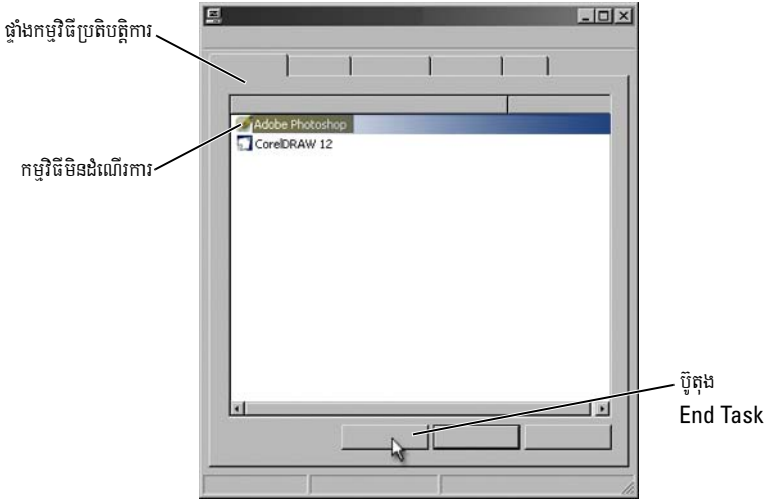 ផ្ទាំងកម្មវិធីប្រតិបត្តិការ
Adobe Photoshop
CorelDRAW 12
កម្មវិធីមិនដំណើរការ
ប៊ូតុង
End Task